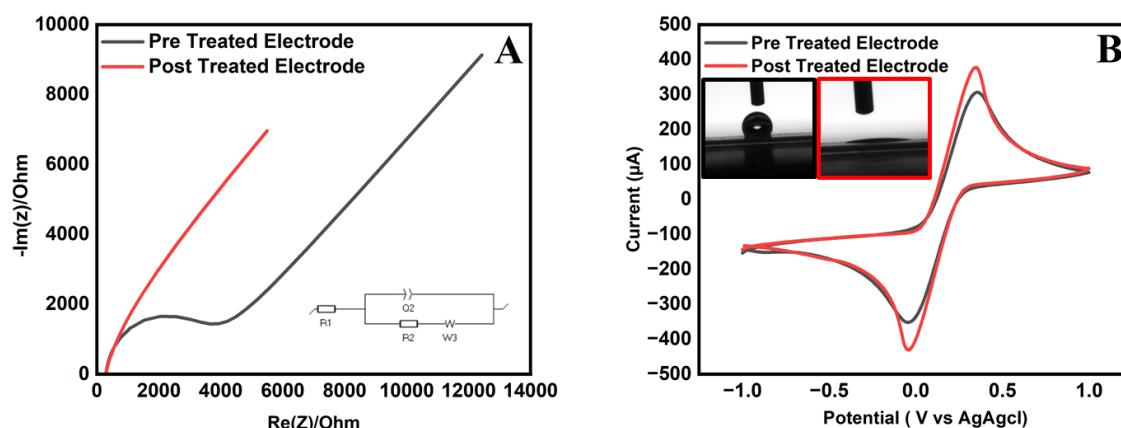 A
Pre Treated Electrode
Post Treated Electrode
10000
8000
6000
4000
2000
0
-Im(z)/Ohm
R1
Q2
R2
W3
0 2000 4000 6000 8000 10000 12000 14000
Re(Z)/Ohm
B
Pre Treated Electrode
Post Treated Electrode
500
400
300
200
100
0
−100
−200
−300
−400
−500
Current (µA)
−1.0 −0.5 0.0 0.5 1.0
Potential ( V vs AgAgcl)